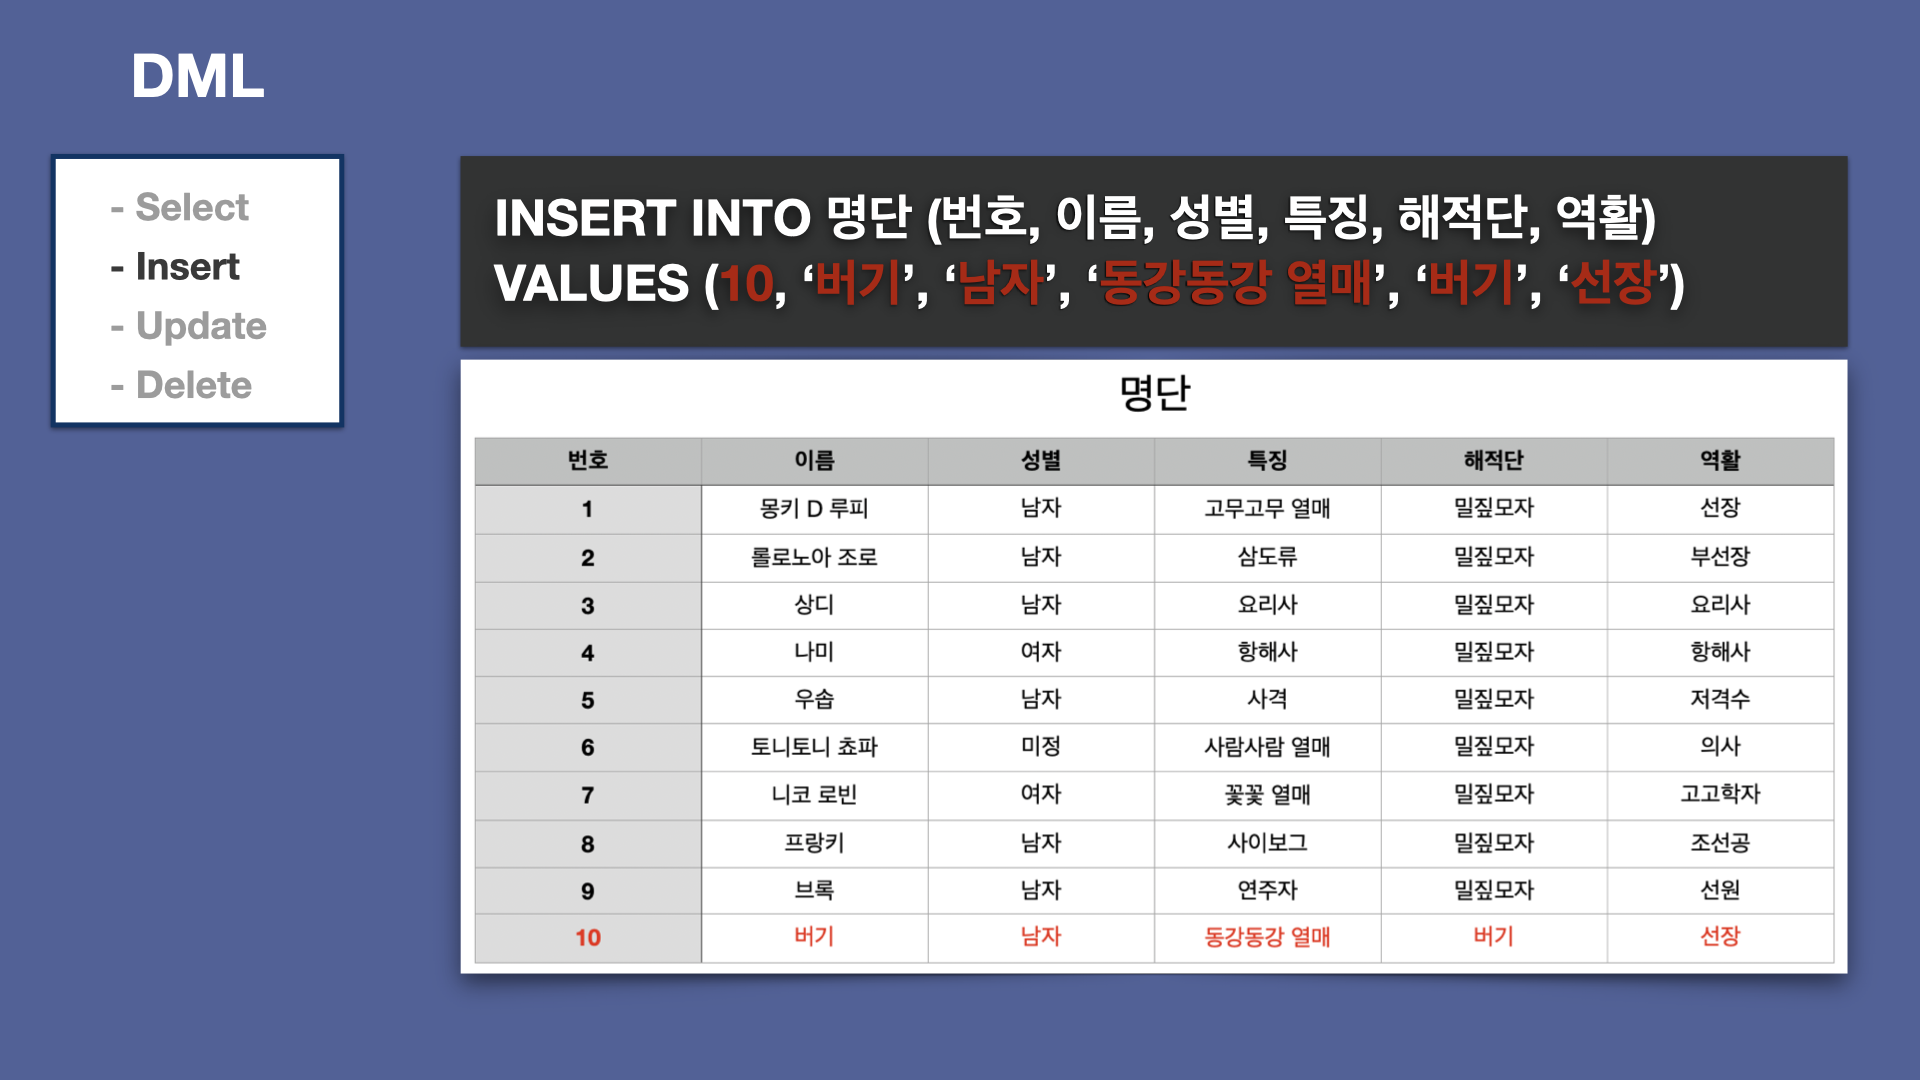 DML
- Select
- Insert
- Update
- Delete
INSERT INTO 명단 (번호, 이름, 성별, 특징, 해적단, 역활)
VALUES (10, ‘버기’, ‘남자’, ‘동강동강 열매’, ‘버기’, ‘선장’)
명단
번호 이름 성별 특징 해적단 역활
1 몽키 D 루피 남자 고무고무 열매 밀짚모자 선장
2 롤로노아 조로 남자 삼도류 밀짚모자 부선장
3 상디 남자 요리사 밀짚모자 요리사
4 나미 여자 항해사 밀짚모자 항해사
5 우솝 남자 사격 밀짚모자 저격수
6 토니토니 쵸파 미정 사람사람 열매 밀짚모자 의사
7 니코 로빈 여자 꽃꽃 열매 밀짚모자 고고학자
8 프랑키 남자 사이보그 밀짚모자 조선공
9 브록 남자 연주자 밀짚모자 선원
10 버기 남자 동강동강 열매 버기 선장